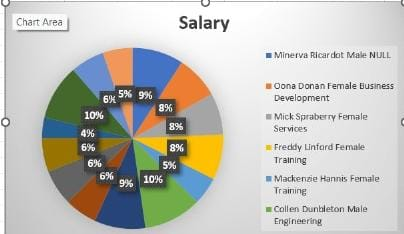 Chart Area
Salary
5%
9%
8%
8%
8%
5%
10%
9%
6%
6%
6%
4%
10%
6%
Minerva Ricardot Male NULL
Oona Donan Female Business
Development
Mick Spraberry Female
Services
Freddy Linford Female
Training
Mackenzie Hannis Female
Training
Collen Dunbleton Male
Engineering